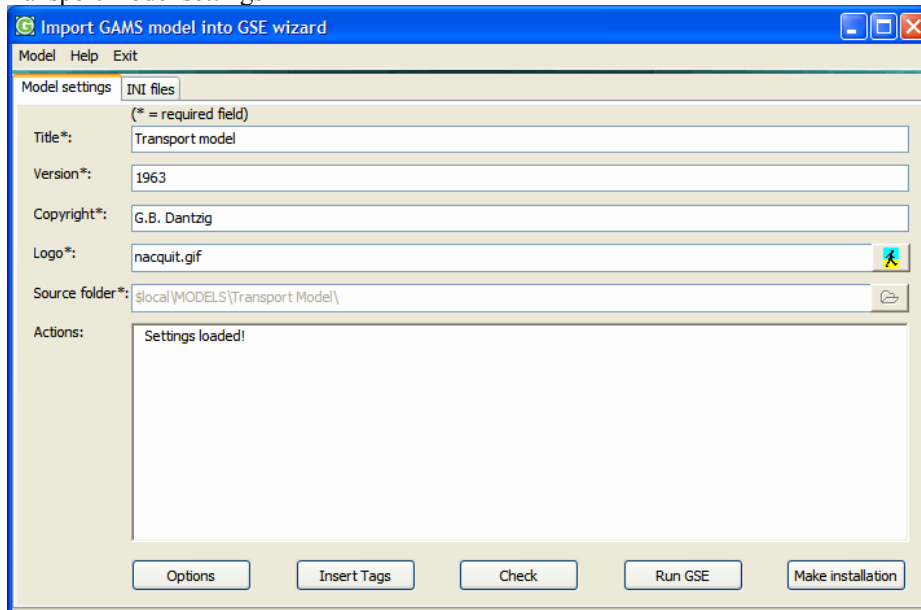 Import GAMS model into GSE wizard
Model Help Exit
Model settings INI files
(* = required field)
Title*: Transport model
Version*: 1963
Copyright*: G.B. Dantzig
Logo*: nacquit.gif
Source folder*: $local\MODELS\Transport Model\
Actions: Settings loaded!
Options Insert Tags Check Run GSE Make installation